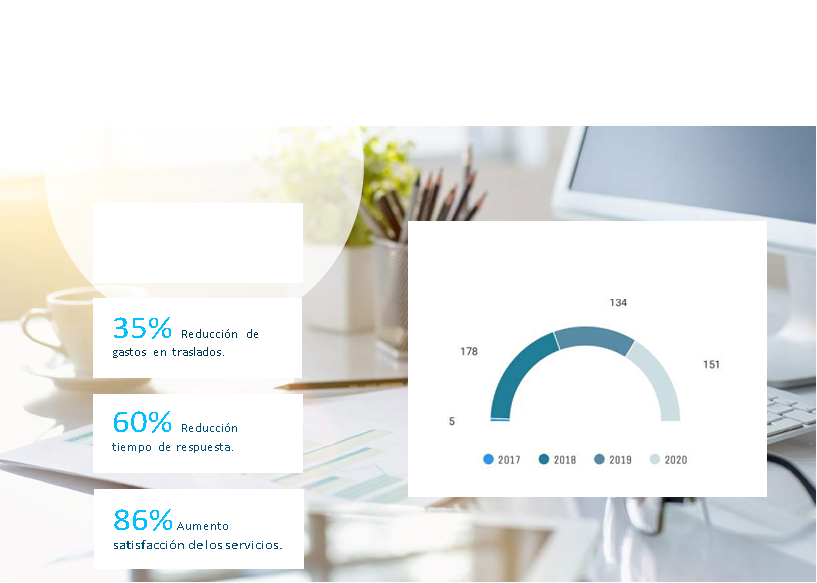 35% Reducción de
gastos en traslados.
60% Reducción
tiempo de respuesta.
86% Aumento
satisfacción de los servicios.
134
178
151
5
2017 2018 2019 2020